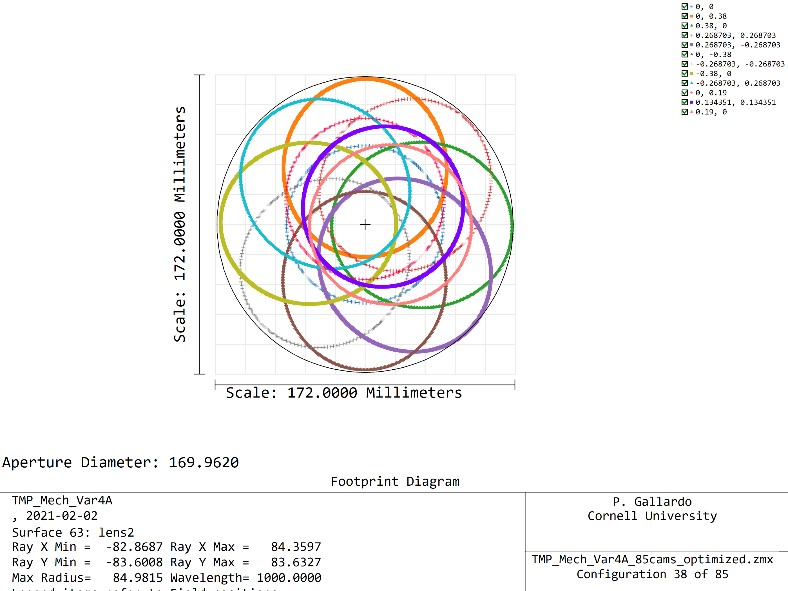 0, 0
0, 0.38
0.38, 0
0.268703, 0.268703
0.268703, -0.268703
0, -0.38
-0.268703, -0.268703
-0.38, 0
-0.268703, 0.268703
0, 0.19
0.134351, 0.134351
0.19, 0
Scale: 172.0000 Millimeters
Scale: 172.0000 Millimeters
Aperture Diameter: 169.9620
Footprint Diagram
TMP_Mech_Var4A
, 2021-02-02
Surface 63: lens2
Ray X Min = -82.8687 Ray X Max = 84.3597
Ray Y Min = -83.6008 Ray Y Max = 83.6327
Max Radius= 84.9815 Wavelength= 1000.0000
P. Gallardo
Cornell University
TMP_Mech_Var4A_85cams_optimized.zmx
Configuration 38 of 85